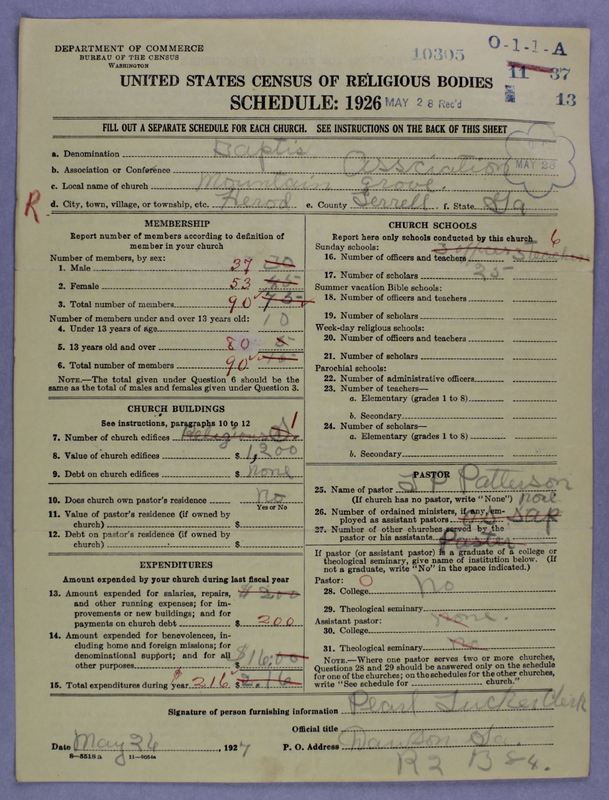 DEPARTMENT OF COMMERCE
BUREAU OF THE CENSUS
WASHINGTON
10305
O-1-1-A
11-37
13
UNITED STATES CENSUS OF RELIGIOUS BODIES
SCHEDULE: 1926
MAY 28 Rec'd
FILL OUT A SEPARATE SCHEDULE FOR EACH CHURCH. SEE INSTRUCTIONS ON THE BACK OF THIS SHEET
a. Denomination Baptis
b. Association or Conference Association
MAY 28
c. Local name of church Mountain Grove.
R
d. City, town, village, or township, etc. Herod e. County Terrell f. State Ga
MEMBERSHIP
Report number of members according to definition of
member in your church
Number of members, by sex:
1. Male 37 30
2. Female 53 45
3. Total number of members 90 75
Number of members under and over 13 years old:
4. Under 13 years of age 10
5. 13 years old and over 80
6. Total number of members 90
NOTE.—The total given under Question 6 should be the
same as the total of males and females given under Question 3.
CHURCH BUILDINGS
See instructions, paragraphs 10 to 12
7. Number of church edifices Religious 1
8. Value of church edifices $ 1,200
9. Debt on church edifices $ none
10. Does church own pastor's residence No
Yes or No
11. Value of pastor's residence (if owned by
church) $
12. Debt on pastor's residence (if owned by
church) $
EXPENDITURES
Amount expended by your church during last fiscal year
13. Amount expended for salaries, repairs, $200
and other running expenses; for im-
provements or new buildings; and for
payments on church debt $ 200
14. Amount expended for benevolences, in-
cluding home and foreign missions; for
denominational support; and for all
other purposes $16.00
15. Total expenditures during year $216 $ 216
CHURCH SCHOOLS
Report here only schools conducted by this church
Sunday schools: 6
16. Number of officers and teachers 3 officers 3 teachers
17. Number of scholars 25
Summer vacation Bible schools:
18. Number of officers and teachers
19. Number of scholars
Week-day religious schools:
20. Number of officers and teachers
21. Number of scholars
Parochial schools:
22. Number of administrative officers
23. Number of teachers—
a. Elementary (grades 1 to 8)
b. Secondary
24. Number of scholars—
a. Elementary (grades 1 to 8)
b. Secondary
PASTOR
25. Name of pastor L P Patterson
(If church has no pastor, write "None") none
26. Number of ordained ministers, if any, em-
ployed as assistant pastors no
27. Number of other churches served by the
pastor or his assistants Pastor
If pastor (or assistant pastor) is a graduate of a college or
theological seminary, give name of institution below. (If
not a graduate, write "No" in the space indicated.)
Pastor: O
28. College No
29. Theological seminary
Assistant pastor: none.
30. College
31. Theological seminary No
NOTE.—Where one pastor serves two or more churches,
Questions 28 and 29 should be answered only on the schedule
for one of the churches; on the schedules for the other churches,
write "See schedule for church."
Signature of person furnishing information Pearl Tucker Clerk
Official title
Date May 24, 1927 P. O. Address Dawson Ga.
8—5518a 11—9054a
R2 B 84.